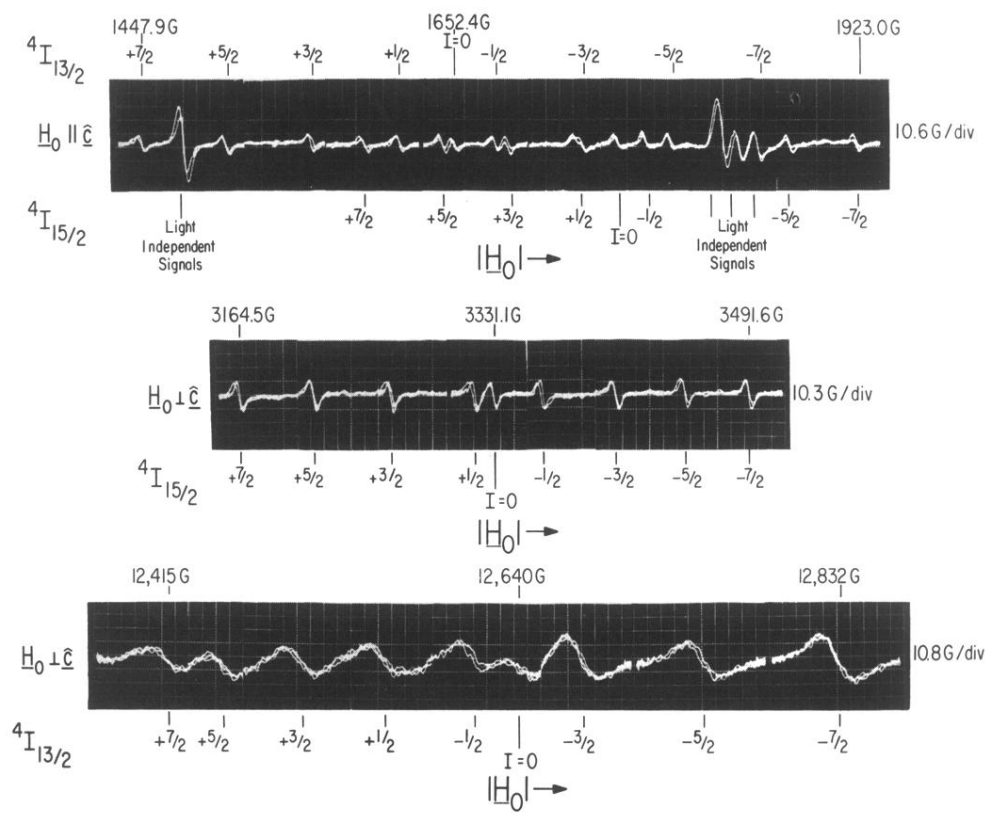 1447.9G 1652.4G 1923.0G
⁴I₁₃/₂ +7/2 +5/2 +3/2 +1/2 I=0 −1/2 −3/2 −5/2 −7/2
H₀ ∥ ĉ 10.6G/div
⁴I₁₅/₂ +7/2 +5/2 +3/2 +1/2 I=0 −1/2 −5/2 −7/2
Light Independent Signals
Light Independent Signals
|H₀| →
3164.5G 3331.1G 3491.6G
H₀ ⊥ ĉ 10.3G/div
⁴I₁₅/₂ +7/2 +5/2 +3/2 +1/2 I=0 −1/2 −3/2 −5/2 −7/2
|H₀| →
12,415G 12,640G 12,832G
H₀ ⊥ ĉ 10.8G/div
⁴I₁₃/₂ +7/2 +5/2 +3/2 +1/2 −1/2 I=0 −3/2 −5/2 −7/2
|H₀| →